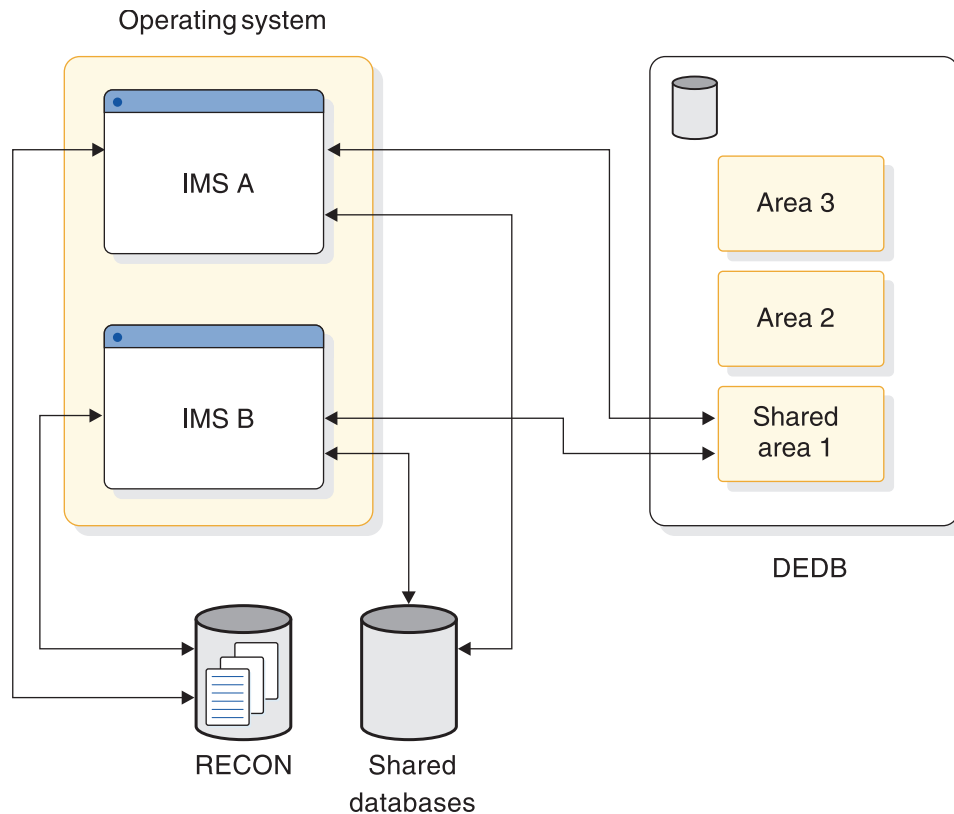 Operating system
IMS A
IMS B
Area 3
Area 2
Shared
area 1
DEDB
RECON
Shared
databases